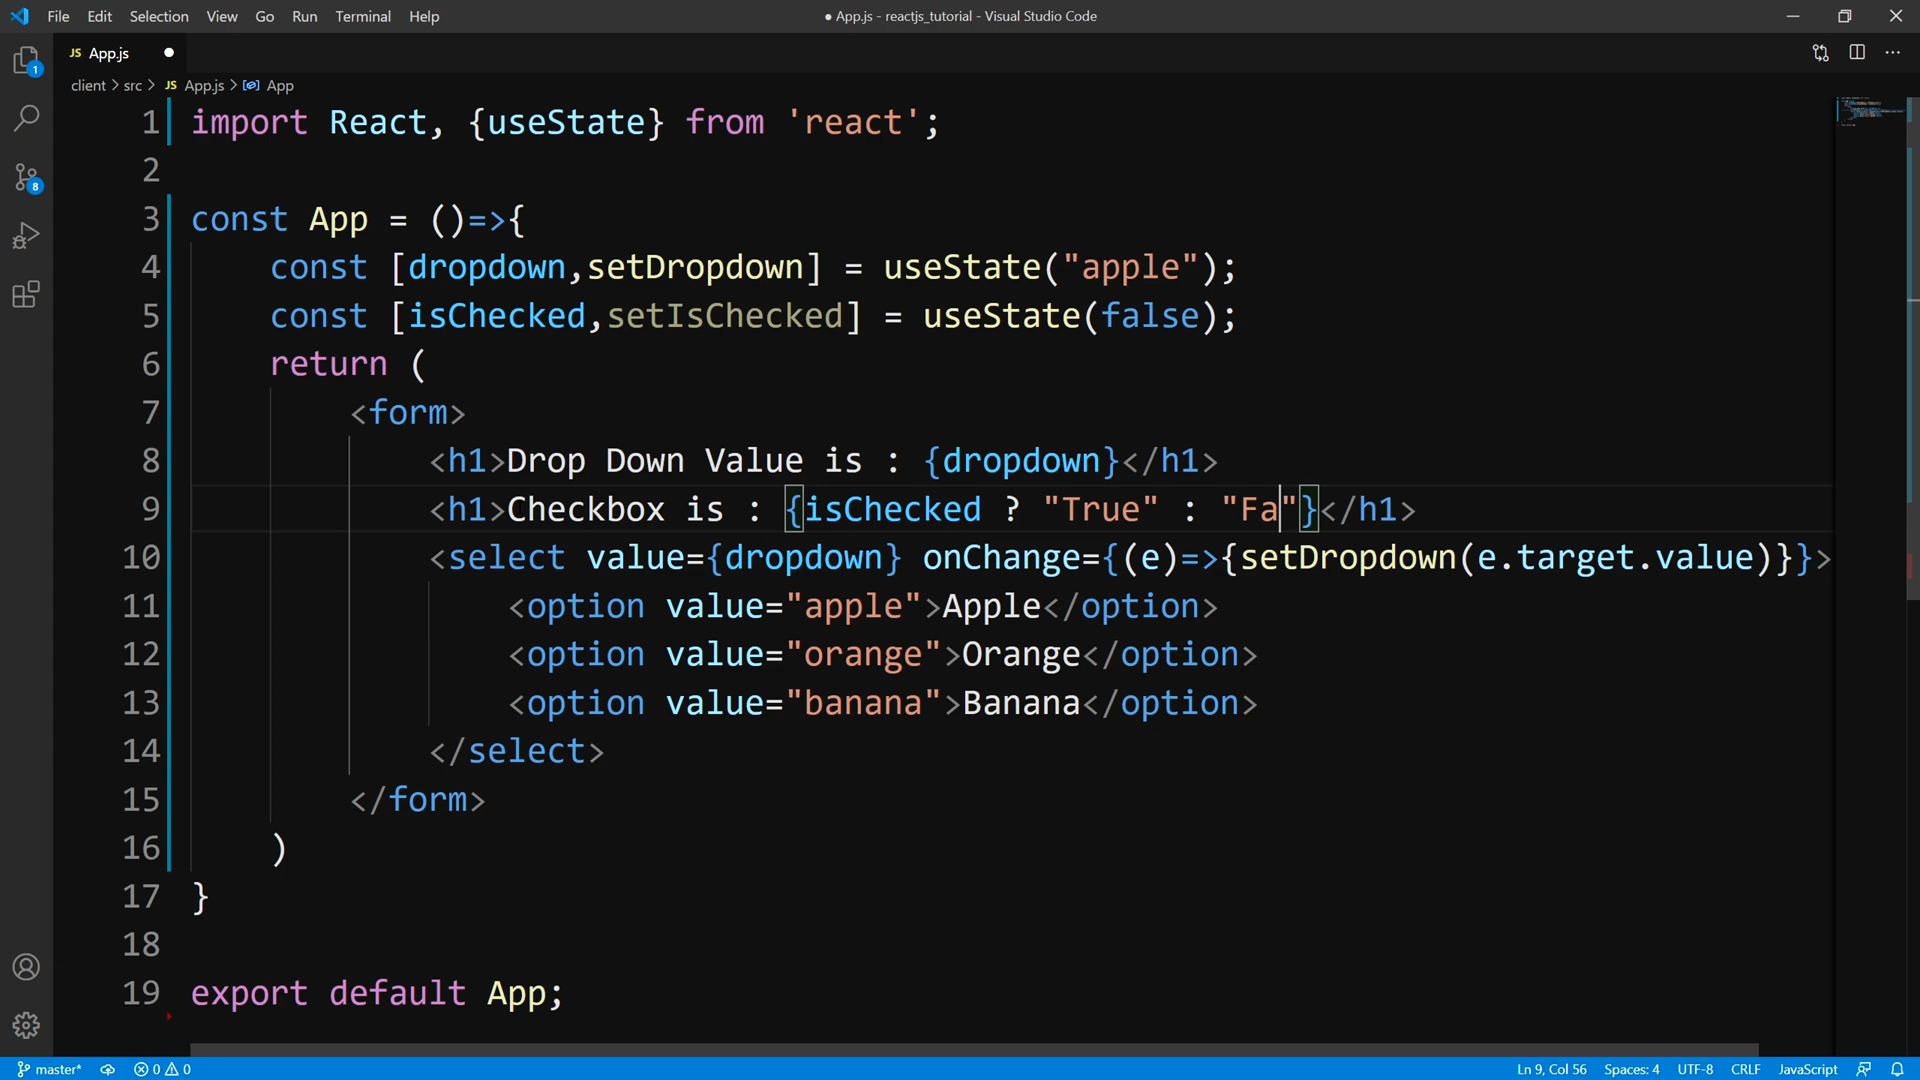 File Edit Selection View Go Run Terminal Help
● App.js - reactjs_tutorial - Visual Studio Code
JS App.js ●
1
client > src > JS App.js > App
8
1 import React, {useState} from 'react';
2
3 const App = ()=>{
4 const [dropdown,setDropdown] = useState("apple");
5 const [isChecked,setIsChecked] = useState(false);
6 return (
7 <form>
8 <h1>Drop Down Value is : {dropdown}</h1>
9 <h1>Checkbox is : {isChecked ? "True" : "Fa"}</h1>
10 <select value={dropdown} onChange={(e)=>{setDropdown(e.target.value)}}>
11 <option value="apple">Apple</option>
12 <option value="orange">Orange</option>
13 <option value="banana">Banana</option>
14 </select>
15 </form>
16 )
17 }
18
19 export default App;
master* 0 0 Ln 9, Col 56 Spaces: 4 UTF-8 CRLF JavaScript